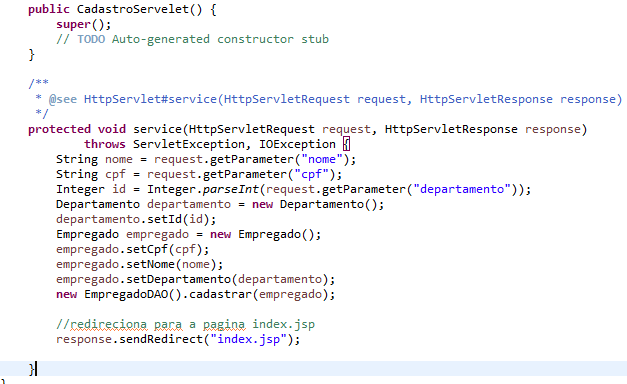 public CadastroServelet() {
super();
// TODO Auto-generated constructor stub
}
/**
* @see HttpServlet#service(HttpServletRequest request, HttpServletResponse response)
*/
protected void service(HttpServletRequest request, HttpServletResponse response)
throws ServletException, IOException {
String nome = request.getParameter("nome");
String cpf = request.getParameter("cpf");
Integer id = Integer.parseInt(request.getParameter("departamento"));
Departamento departamento = new Departamento();
departamento.setId(id);
Empregado empregado = new Empregado();
empregado.setCpf(cpf);
empregado.setNome(nome);
empregado.setDepartamento(departamento);
new EmpregadoDAO().cadastrar(empregado);
//redireciona para a pagina index.jsp
response.sendRedirect("index.jsp");
}